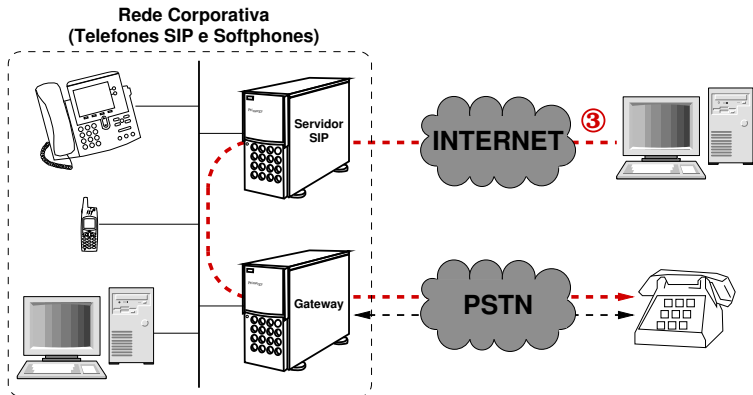 Rede Corporativa
(Telefones SIP e Softphones)
Servidor
SIP
INTERNET
③
Gateway
PSTN